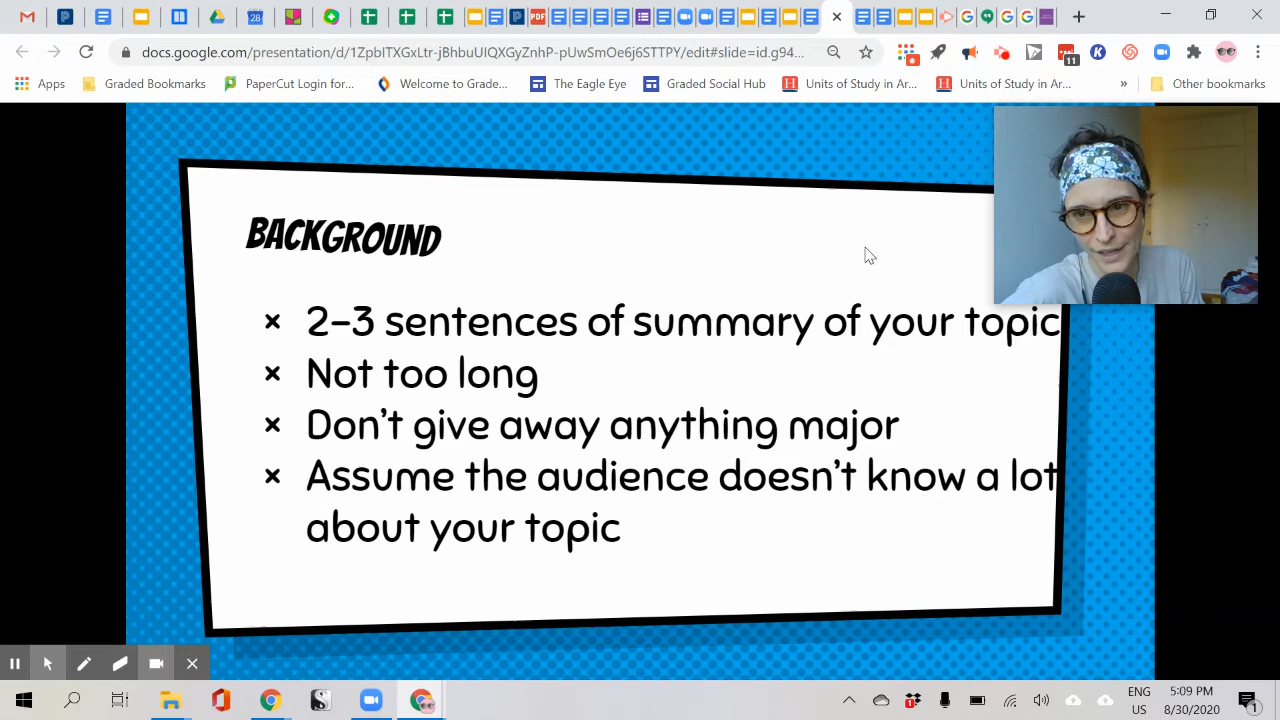 28
docs.google.com/presentation/d/1ZpbITXGxLtr-jBhbuUIQXGyZnhP-pUwSmOe6j6STTPY/edit#slide=id.g94...
11
Apps
Graded Bookmarks
PaperCut Login for...
Welcome to Grade...
The Eagle Eye
Graded Social Hub
Units of Study in Ar...
Units of Study in Ar...
»
Other bookmarks
BACKGROUND
× 2–3 sentences of summary of your topic
× Not too long
× Don't give away anything major
× Assume the audience doesn't know a lot
about your topic
ENG
US
5:09 PM
8/30/2020